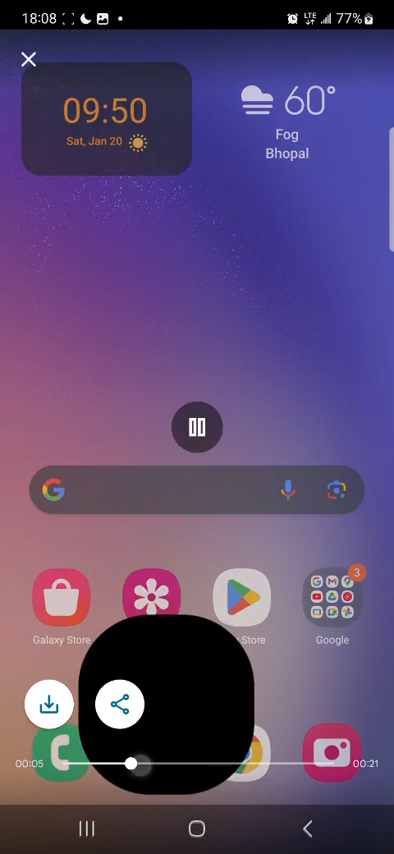 18:08
LTE
77%
09:50
Sat, Jan 20
60°
Fog
Bhopal
3
Galaxy Store
Store
Google
00:05
00:21